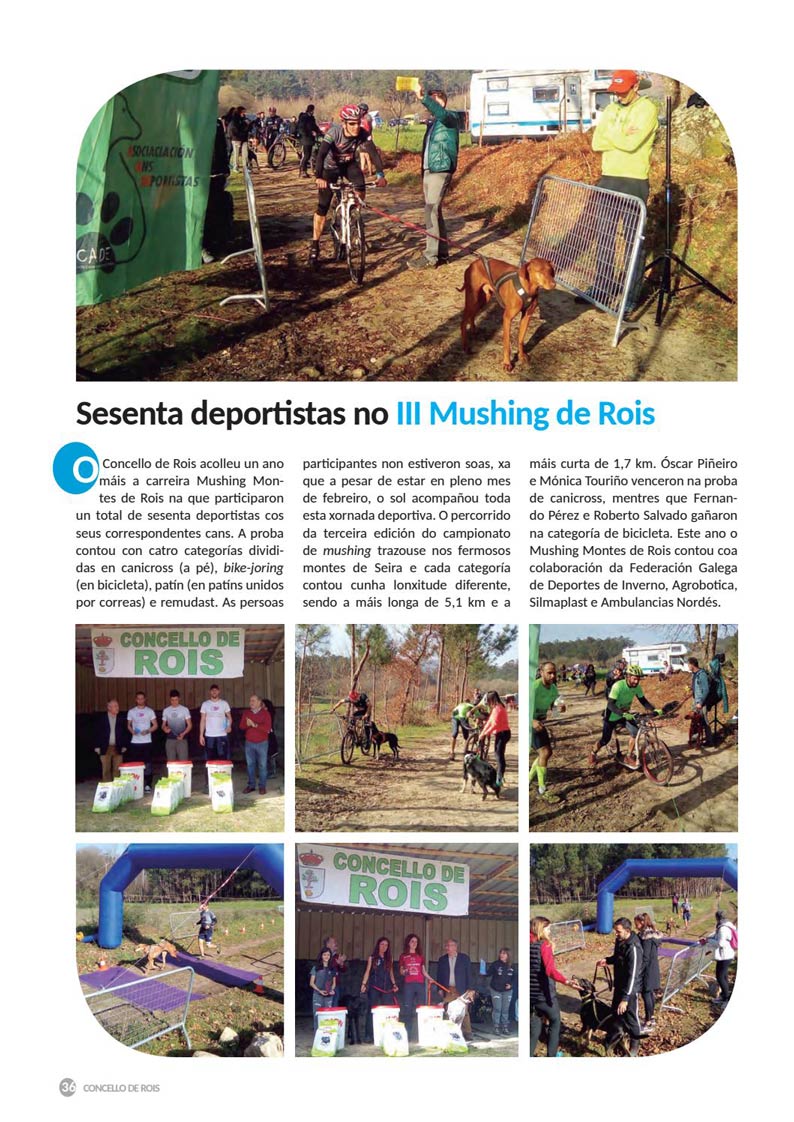 ASOCIACIÓN
CANS
DEPORTISTAS
CADE
Sesenta deportistas no III Mushing de Rois
O Concello de Rois acolleu un ano
máis a carreira Mushing Mon-
tes de Rois na que participaron
un total de sesenta deportistas cos
seus correspondentes cans. A proba
contou con catro categorías dividi-
das en canicross (a pé), bike-joring
(en bicicleta), patín (en patíns unidos
por correas) e remudast. As persoas
participantes non estiveron soas, xa
que a pesar de estar en pleno mes
de febreiro, o sol acompañou toda
esta xornada deportiva. O percorrido
da terceira edición do campionato
de mushing trazouse nos fermosos
montes de Seira e cada categoría
contou cunha lonxitude diferente,
sendo a máis longa de 5,1 km e a
máis curta de 1,7 km. Óscar Piñeiro
e Mónica Touriño venceron na proba
de canicross, mentres que Fernan-
do Pérez e Roberto Salvado gañaron
na categoría de bicicleta. Este ano o
Mushing Montes de Rois contou coa
colaboración da Federación Galega
de Deportes de Inverno, Agrobotica,
Silmaplast e Ambulancias Nordés.
CONCELLO DE
ROIS
CONCELLO DE
ROIS
36 CONCELLO DE ROIS